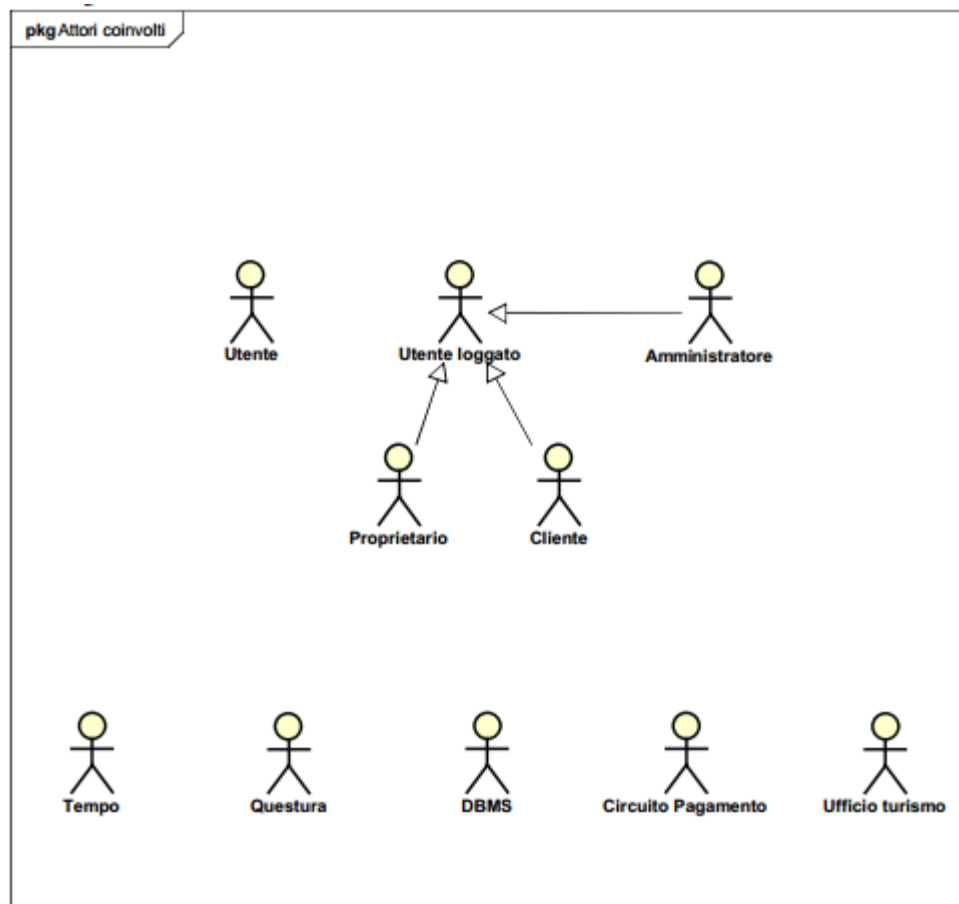 pkg Attori coinvolti
Utente
Utente loggato
Amministratore
Proprietario
Cliente
Tempo
Questura
DBMS
Circuito Pagamento
Ufficio turismo